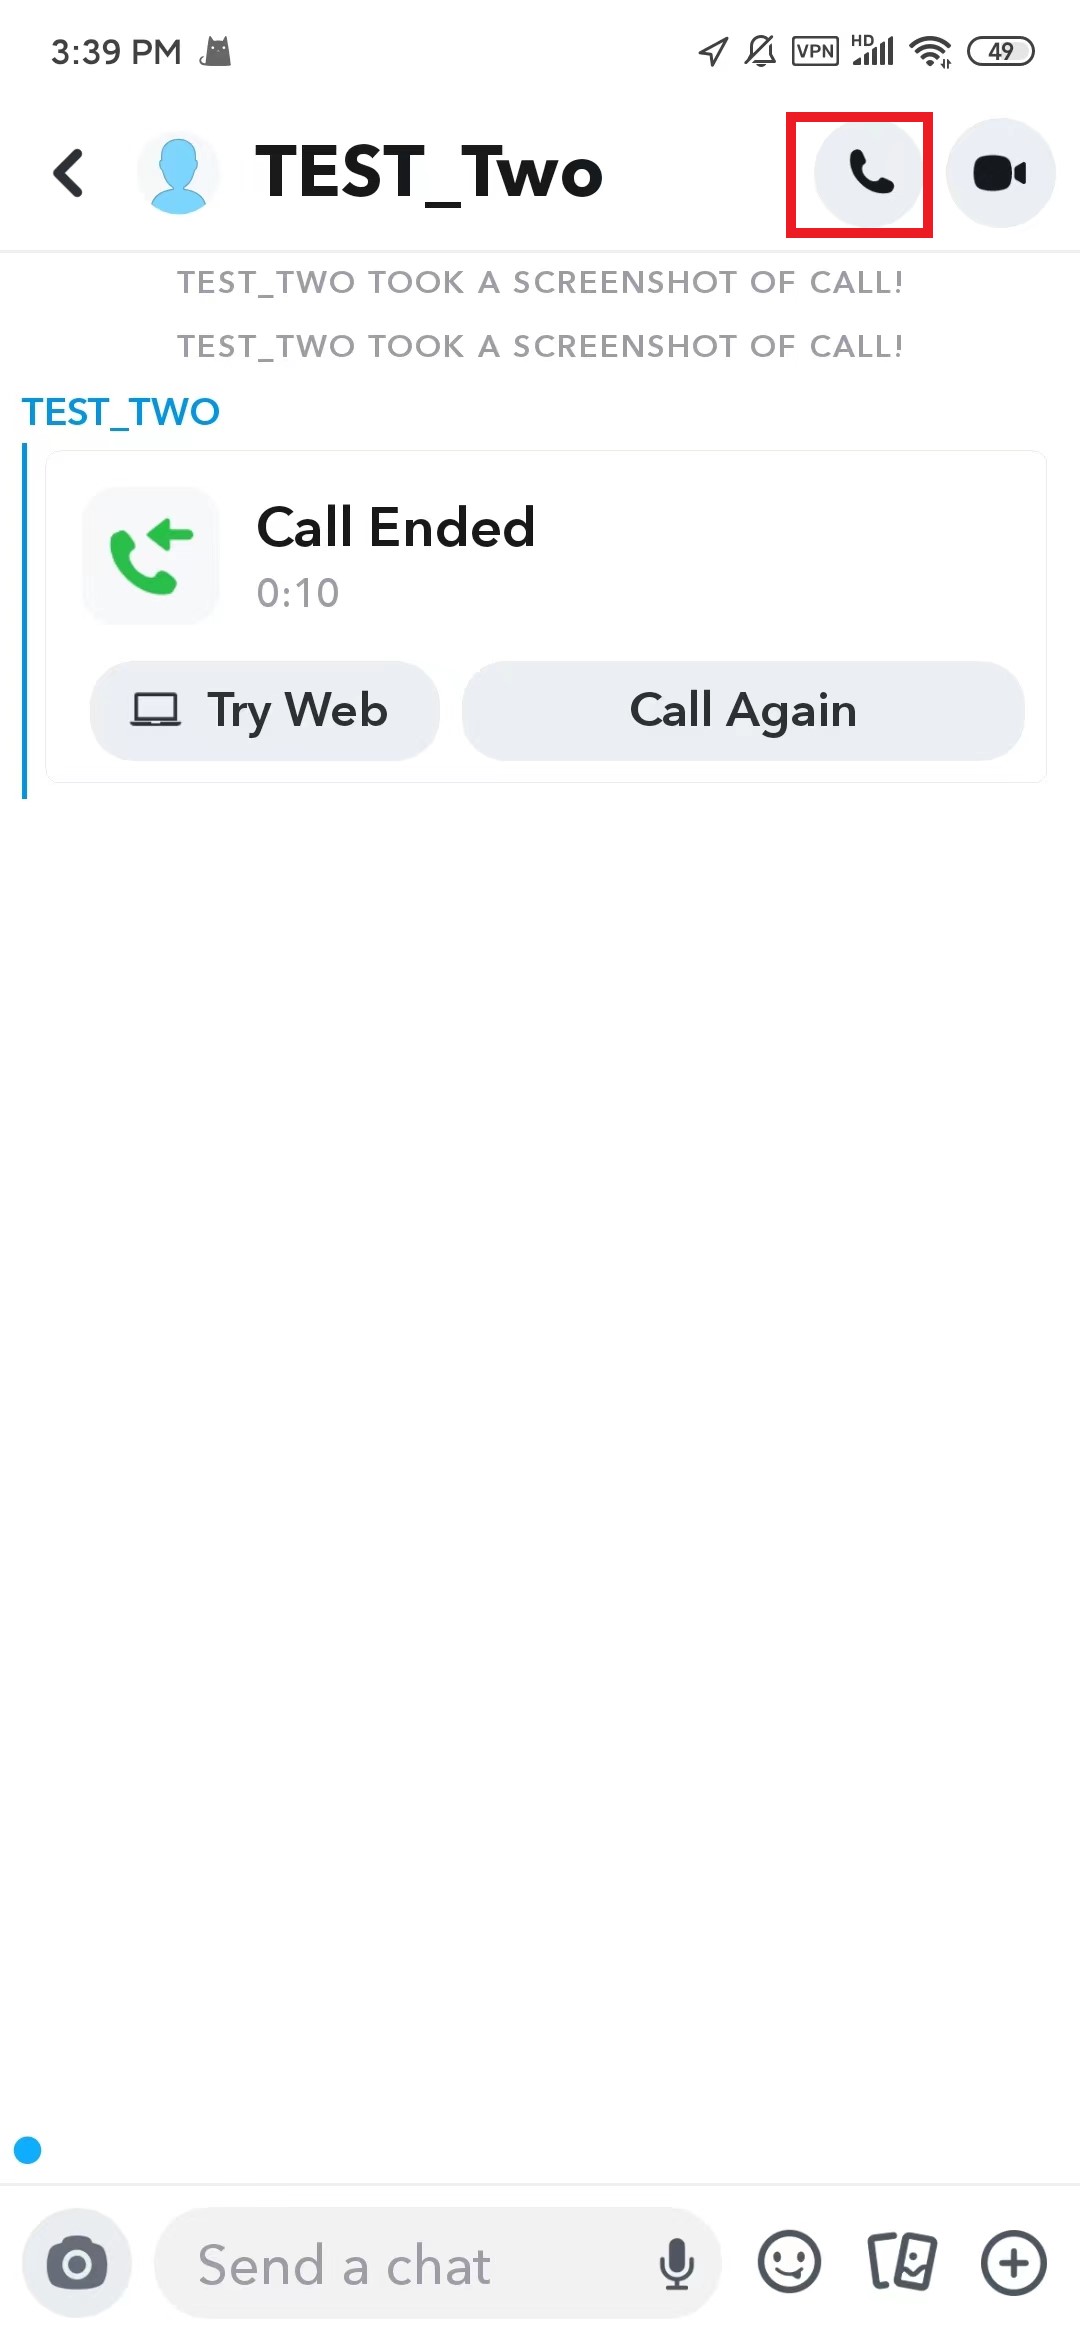 3:39 PM
VPN
HD
49
TEST_Two
TEST_TWO TOOK A SCREENSHOT OF CALL!
TEST_TWO TOOK A SCREENSHOT OF CALL!
TEST_TWO
Call Ended
0:10
Try Web
Call Again
Send a chat